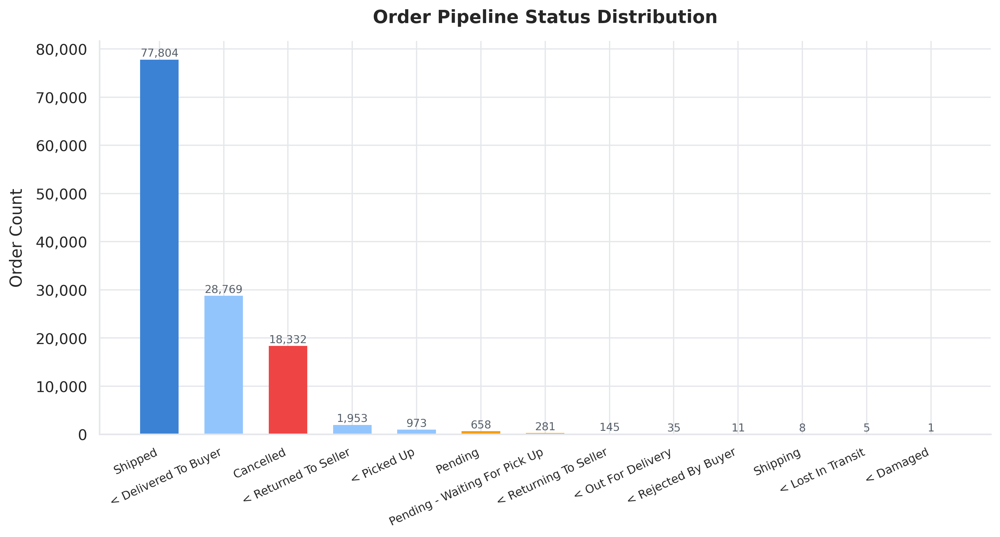 Order Pipeline Status Distribution
Order Count
80,000
70,000
60,000
50,000
40,000
30,000
20,000
10,000
0
77,804
28,769
18,332
1,953
973
658
281
145
35
11
8
5
1
Shipped
< Delivered To Buyer
Cancelled
< Returned To Seller
< Picked Up
Pending
Pending - Waiting For Pick Up
< Returning To Seller
< Out For Delivery
< Rejected By Buyer
Shipping
< Lost In Transit
< Damaged